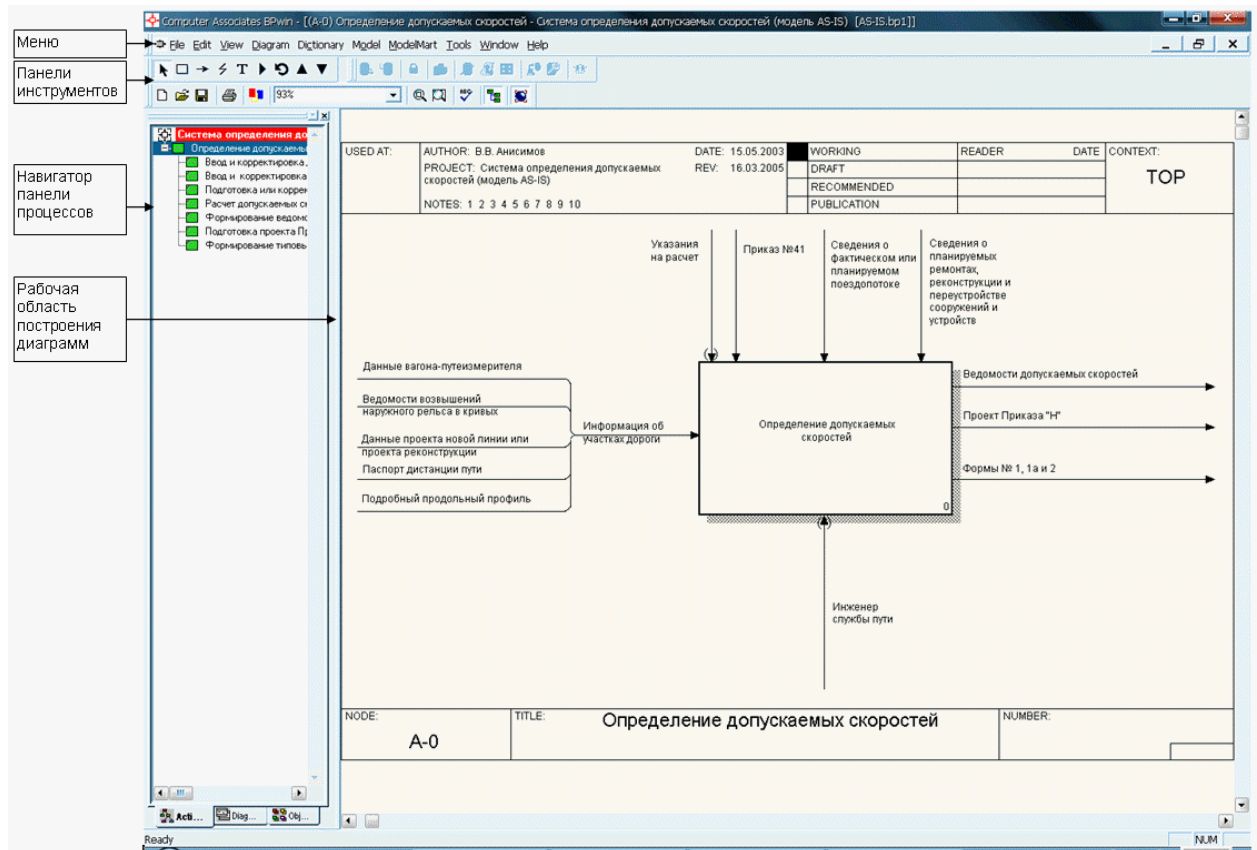 Computer Associates BPwin - [(A-0) Определение допускаемых скоростей - Система определения допускаемых скоростей (модель AS-IS) [AS-IS.bp1]]
Меню
File Edit View Diagram Dictionary Model ModelMart Tools Window Help
Панели
инструментов
93%
Система определения до
Определение допускаемы
Ввод и корректировка
Ввод и корректировка
Подготовка или коррек
Расчет допускаемых ск
Формирование ведомо
Подготовка проекта Пр
Формирование типовы
Навигатор
панели
процессов
Рабочая
область
построения
диаграмм
USED AT:
AUTHOR: В.В. Анисимов
DATE: 15.05.2003
PROJECT: Система определения допускаемых
скоростей (модель AS-IS)
REV: 16.03.2005
NOTES: 1 2 3 4 5 6 7 8 9 10
WORKING
DRAFT
RECOMMENDED
PUBLICATION
READER DATE
CONTEXT:
TOP
Указания
на расчет
Приказ №41
Сведения о
фактическом или
планируемом
поездопотоке
Сведения о
планируемых
ремонтах,
реконструкции и
переустройстве
сооружений и
устройств
Данные вагона-путеизмерителя
Ведомости возвышений
наружного рельса в кривых
Данные проекта новой линии или
проекта реконструкции
Паспорт дистанции пути
Подробный продольный профиль
Информация об
участках дороги
Определение допускаемых
скоростей
0
Ведомости допускаемых скоростей
Проект Приказа "Н"
Формы № 1, 1а и 2
Инженер
службы пути
NODE:
A-0
TITLE:
Определение допускаемых скоростей
NUMBER:
Acti...
Diag...
Obj...
Ready
NUM